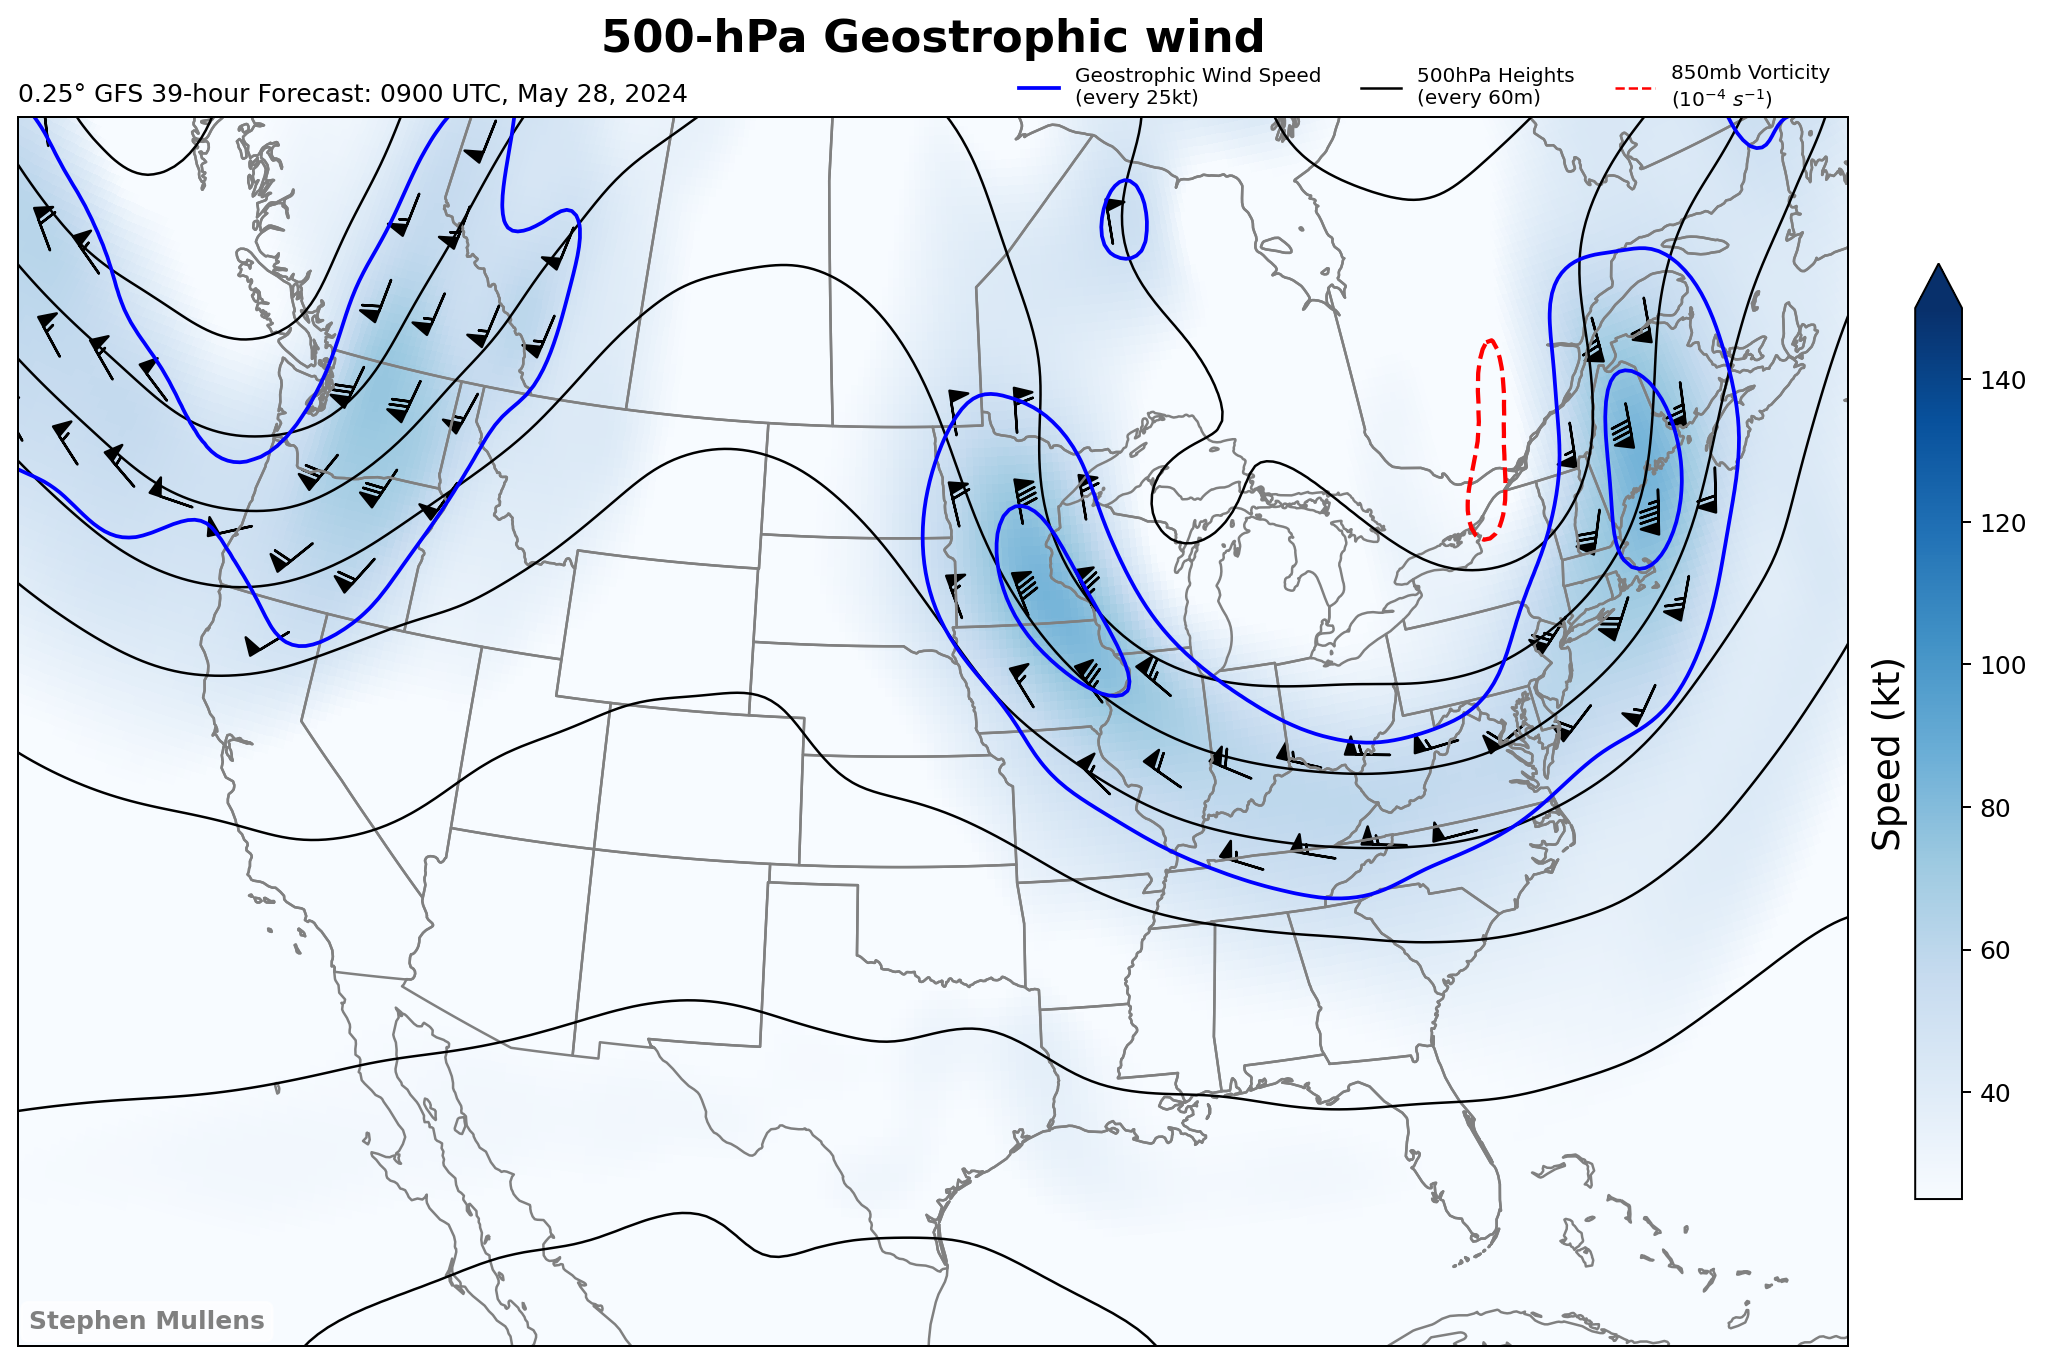 500-hPa Geostrophic wind
0.25° GFS 39-hour Forecast: 0900 UTC, May 28, 2024
Geostrophic Wind Speed
(every 25kt)
500hPa Heights
(every 60m)
850mb Vorticity
(10⁻⁴ s⁻¹)
140
120
100
80
60
40
Speed (kt)
Stephen Mullens